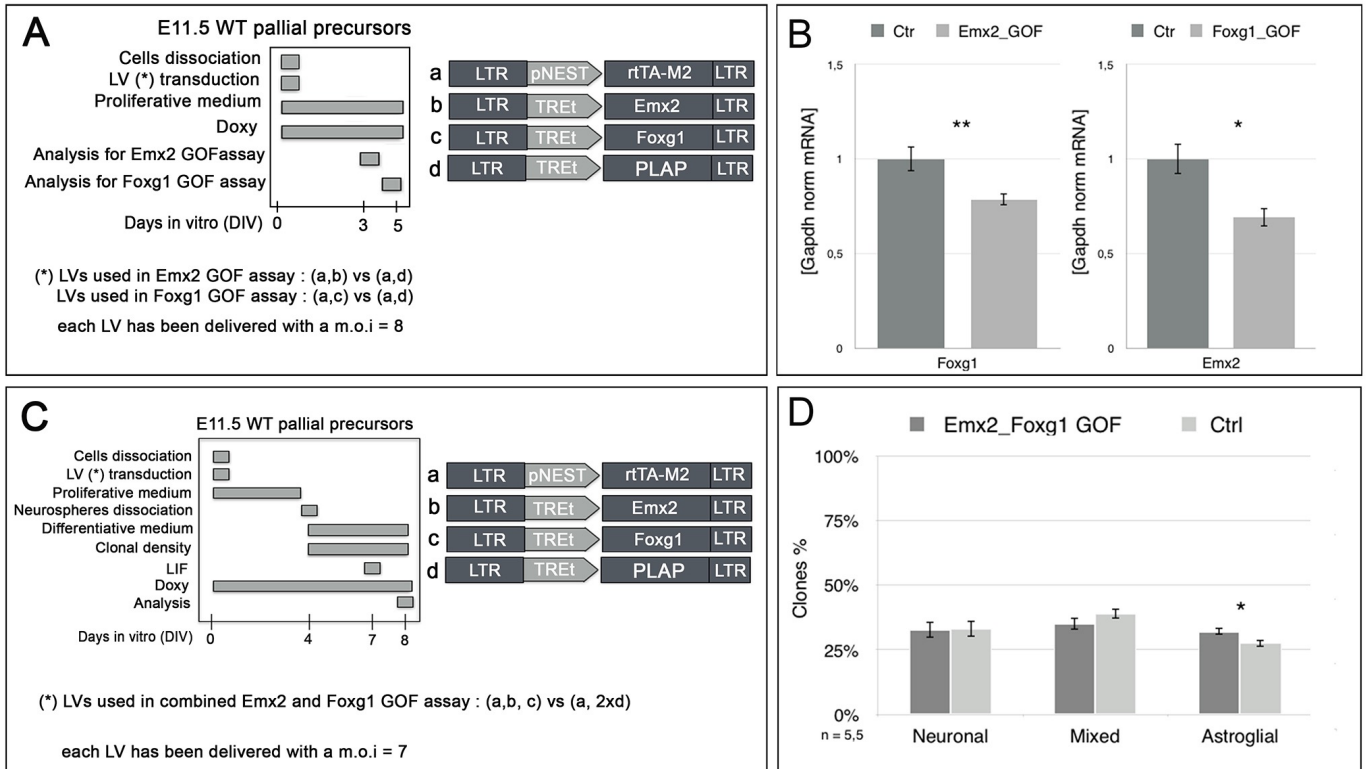 A
E11.5 WT pallial precursors
Cells dissociation
LV (*) transduction
Proliferative medium
Doxy
Analysis for Emx2 GOFassay
Analysis for Foxg1 GOF assay
Days in vitro (DIV) 0 3 5
a LTR pNEST rtTA-M2 LTR
b LTR TREt Emx2 LTR
c LTR TREt Foxg1 LTR
d LTR TREt PLAP LTR
(*) LVs used in Emx2 GOF assay : (a,b) vs (a,d)
LVs used in Foxg1 GOF assay : (a,c) vs (a,d)
each LV has been delivered with a m.o.i = 8
B
Ctr Emx2_GOF
[Gapdh norm mRNA]
1,5
1
0,5
0
**
Foxg1
Ctr Foxg1_GOF
[Gapdh norm mRNA]
1,5
1
0,5
0
*
Emx2
C
E11.5 WT pallial precursors
Cells dissociation
LV (*) transduction
Proliferative medium
Neurospheres dissociation
Differentiative medium
Clonal density
LIF
Doxy
Analysis
Days in vitro (DIV) 0 4 7 8
a LTR pNEST rtTA-M2 LTR
b LTR TREt Emx2 LTR
c LTR TREt Foxg1 LTR
d LTR TREt PLAP LTR
(*) LVs used in combined Emx2 and Foxg1 GOF assay : (a,b, c) vs (a, 2xd)
each LV has been delivered with a m.o.i = 7
D
Emx2_Foxg1 GOF Ctrl
Clones %
100%
75%
50%
25%
0%
*
n = 5,5
Neuronal Mixed Astroglial